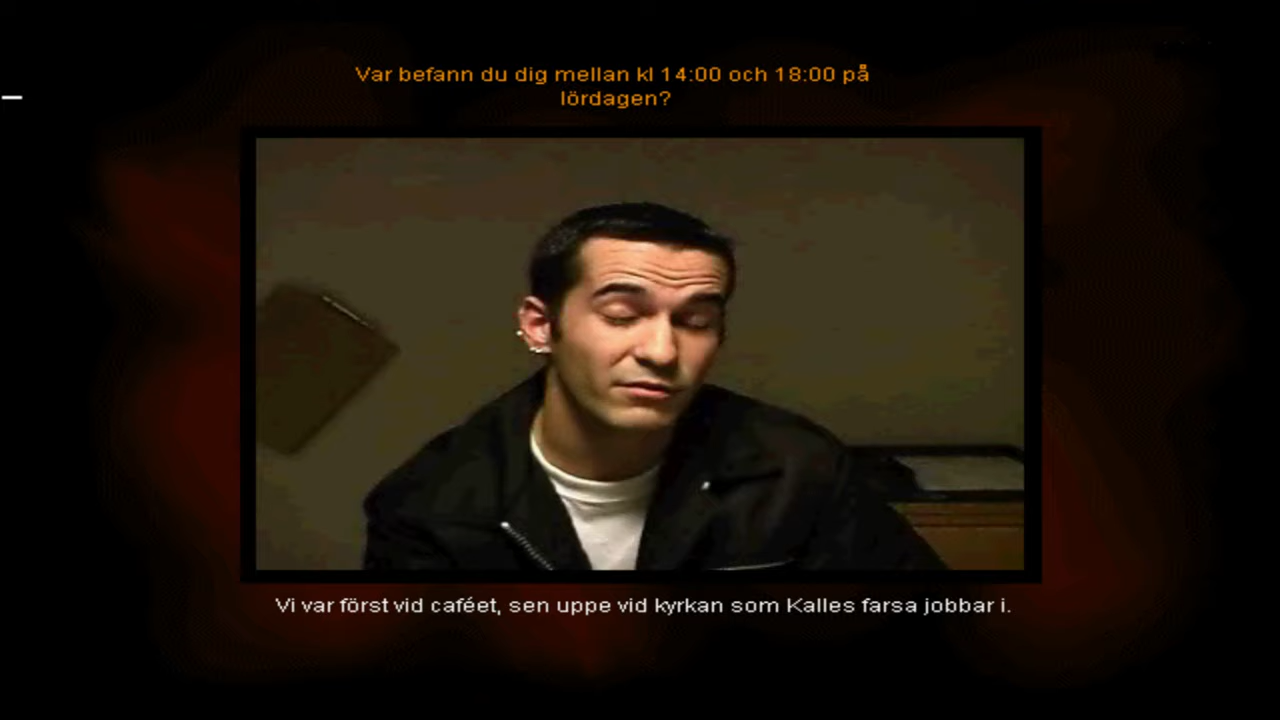 Var befann du dig mellan kl 14:00 och 18:00 på
lördagen?
Vi var först vid caféet, sen uppe vid kyrkan som Kalles farsa jobbar i.